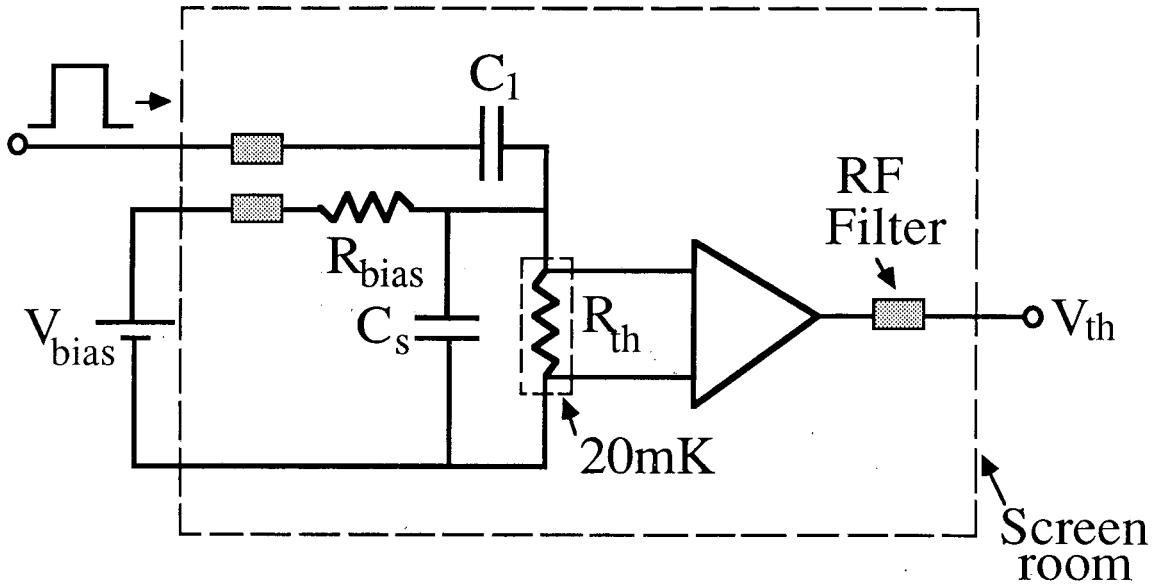 C1
RF
Filter
Rbias
Cs
Rth
Vbias
Vth
20mK
Screen
room